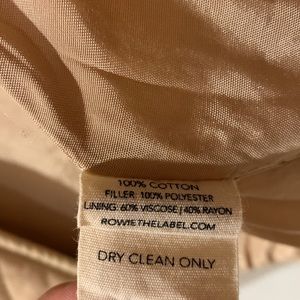 100% COTTON
FILLER: 100% POLYESTER
LINING: 60% VISCOSE | 40% RAYON
ROWIETHELABEL.COM
DRY CLEAN ONLY